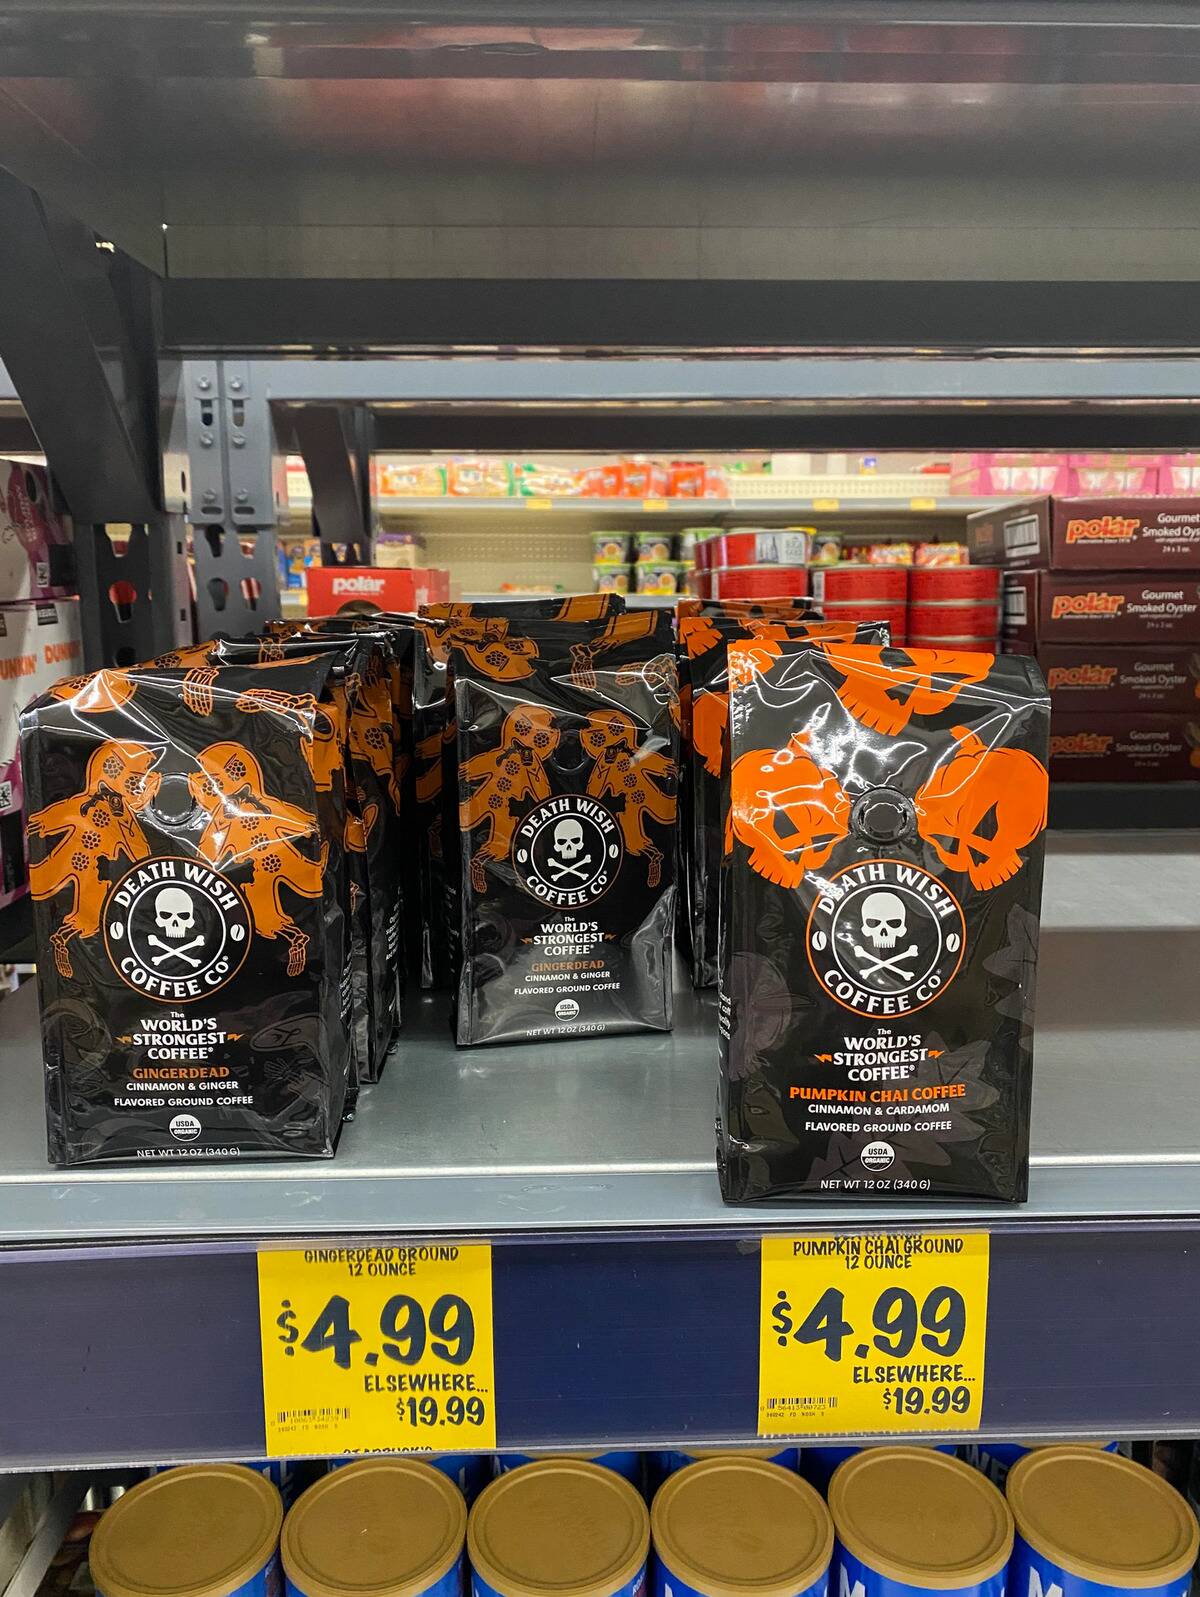 polar
polar
Gourmet
polar
Gourmet
Smoked Oyster
polar
Gourmet
Smoked Oyster
polar
Gourmet
Smoked Oyster
DUNKIN'
DEATH WISH
COFFEE CO
The
WORLD'S
STRONGEST
COFFEE®
GINGERDEAD
CINNAMON & GINGER
FLAVORED GROUND COFFEE
USDA
ORGANIC
NET WT 12 OZ (340 G)
DEATH WISH
COFFEE CO
The
WORLD'S
STRONGEST
COFFEE®
GINGERDEAD
CINNAMON & GINGER
FLAVORED GROUND COFFEE
USDA
ORGANIC
NET WT 12 OZ (340 G)
DEATH WISH
COFFEE CO
The
WORLD'S
STRONGEST
COFFEE®
PUMPKIN CHAI COFFEE
CINNAMON & CARDAMOM
FLAVORED GROUND COFFEE
USDA
ORGANIC
NET WT 12 OZ (340 G)
GINGERDEAD GROUND
12 OUNCE
$4.99
ELSEWHERE...
$19.99
PUMPKIN CHAI GROUND
12 OUNCE
$4.99
ELSEWHERE...
$19.99